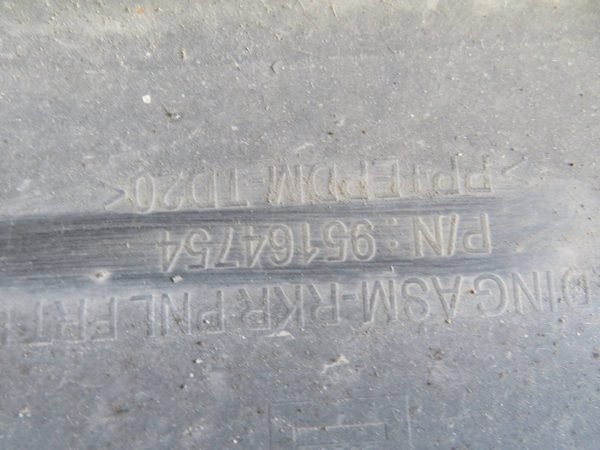 DING ASM-RKR PNL FRT
P/N : 95164754
>PP+EPDM-TD20<